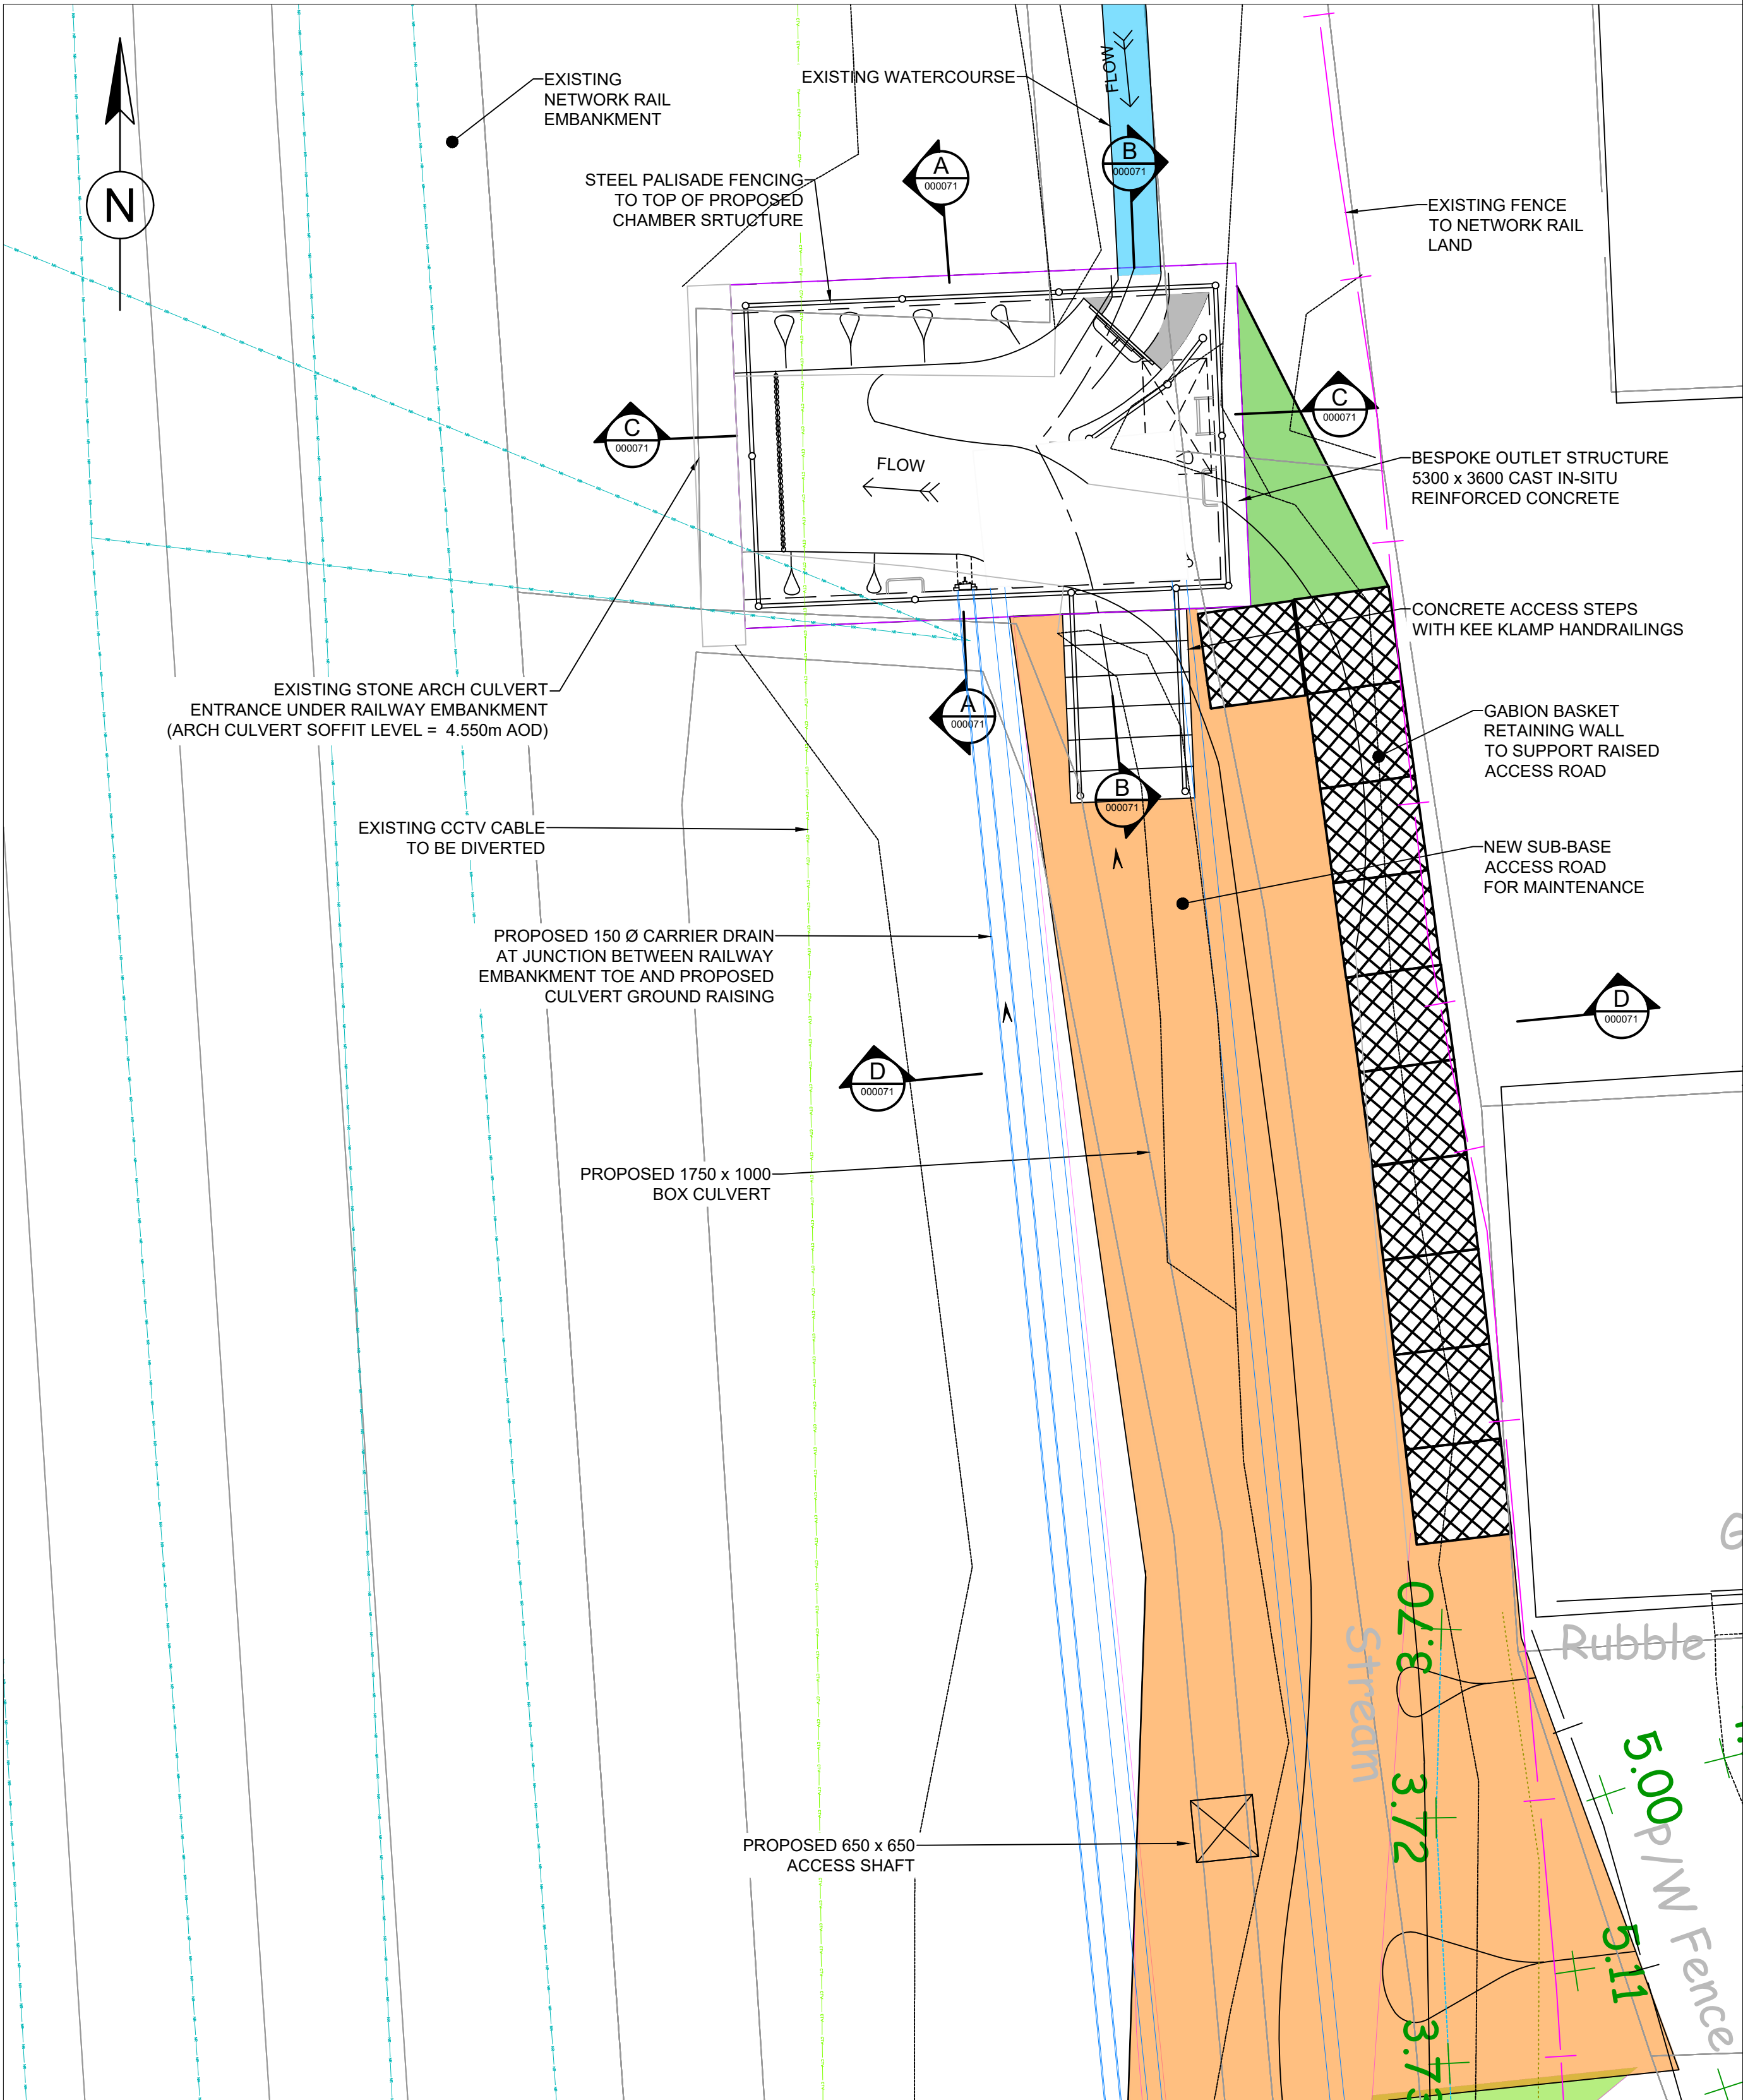 EXISTING
NETWORK RAIL
EMBANKMENT
EXISTING WATERCOURSE
FLOW
N
STEEL PALISADE FENCING
TO TOP OF PROPOSED
CHAMBER SRTUCTURE
A
000071
B
000071
EXISTING FENCE
TO NETWORK RAIL
LAND
C
000071
C
000071
FLOW
BESPOKE OUTLET STRUCTURE
5300 x 3600 CAST IN-SITU
REINFORCED CONCRETE
CONCRETE ACCESS STEPS
WITH KEE KLAMP HANDRAILINGS
EXISTING STONE ARCH CULVERT
ENTRANCE UNDER RAILWAY EMBANKMENT
(ARCH CULVERT SOFFIT LEVEL = 4.550m AOD)
A
000071
GABION BASKET
RETAINING WALL
TO SUPPORT RAISED
ACCESS ROAD
B
000071
EXISTING CCTV CABLE
TO BE DIVERTED
NEW SUB-BASE
ACCESS ROAD
FOR MAINTENANCE
PROPOSED 150 Ø CARRIER DRAIN
AT JUNCTION BETWEEN RAILWAY
EMBANKMENT TOE AND PROPOSED
CULVERT GROUND RAISING
D
000071
D
000071
PROPOSED 1750 x 1000
BOX CULVERT
G
3.70
Stream
Rubble
5.00
3.72
P/W Fence
PROPOSED 650 x 650
ACCESS SHAFT
5.11
3.73